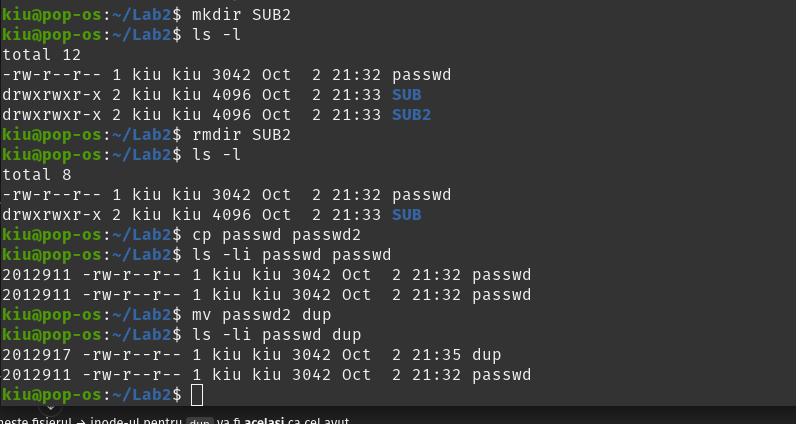 kiu@pop-os:~/Lab2$ mkdir SUB2
kiu@pop-os:~/Lab2$ ls -l
total 12
-rw-r--r-- 1 kiu kiu 3042 Oct  2 21:32 passwd
drwxrwxr-x 2 kiu kiu 4096 Oct  2 21:33 SUB
drwxrwxr-x 2 kiu kiu 4096 Oct  2 21:33 SUB2
kiu@pop-os:~/Lab2$ rmdir SUB2
kiu@pop-os:~/Lab2$ ls -l
total 8
-rw-r--r-- 1 kiu kiu 3042 Oct  2 21:32 passwd
drwxrwxr-x 2 kiu kiu 4096 Oct  2 21:33 SUB
kiu@pop-os:~/Lab2$ cp passwd passwd2
kiu@pop-os:~/Lab2$ ls -li passwd passwd
2012911 -rw-r--r-- 1 kiu kiu 3042 Oct  2 21:32 passwd
2012911 -rw-r--r-- 1 kiu kiu 3042 Oct  2 21:32 passwd
kiu@pop-os:~/Lab2$ mv passwd2 dup
kiu@pop-os:~/Lab2$ ls -li passwd dup
2012917 -rw-r--r-- 1 kiu kiu 3042 Oct  2 21:35 dup
2012911 -rw-r--r-- 1 kiu kiu 3042 Oct  2 21:32 passwd
kiu@pop-os:~/Lab2$
fișierul → inode-ul pentru dup va fi același ca cel avut